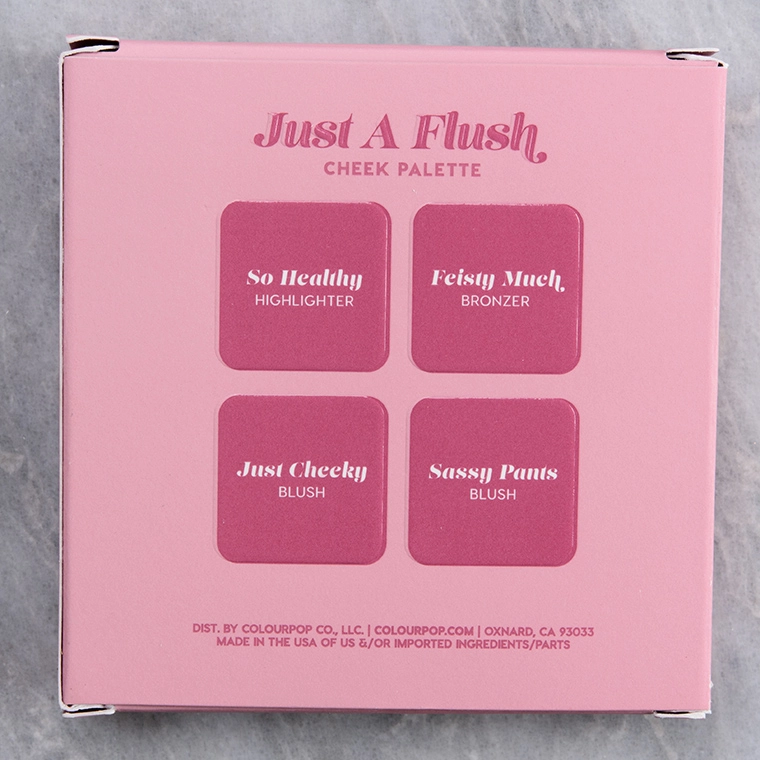 Just A Flush
CHEEK PALETTE
So Healthy
HIGHLIGHTER
Feisty Much
BRONZER
Just Cheeky
BLUSH
Sassy Pants
BLUSH
DIST. BY COLOURPOP CO., LLC. | COLOURPOP.COM | OXNARD, CA 93033
MADE IN THE USA OF US &/OR IMPORTED INGREDIENTS/PARTS